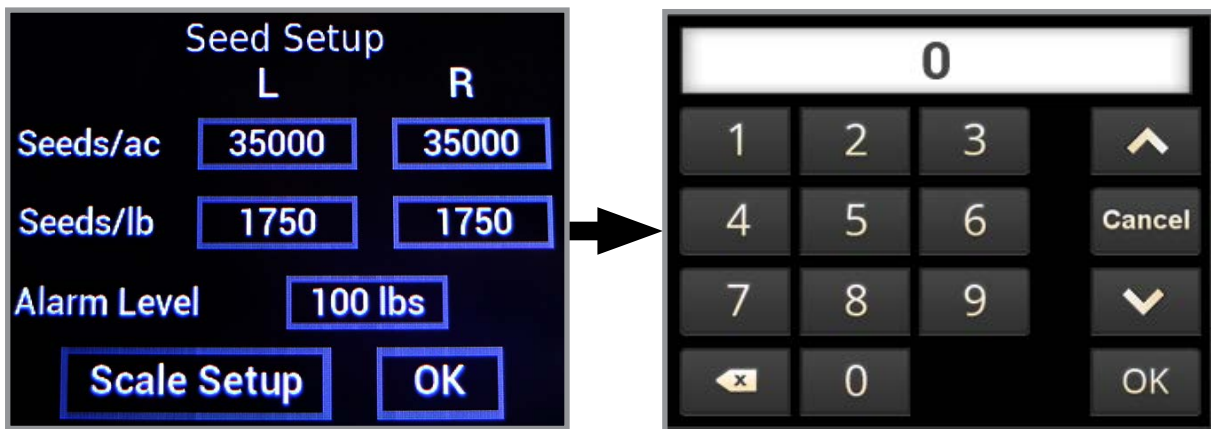 Seed Setup
L R
Seeds/ac 35000 35000
Seeds/lb 1750 1750
Alarm Level 100 lbs
Scale Setup OK
0
1 2 3
4 5 6 Cancel
7 8 9
x 0 OK